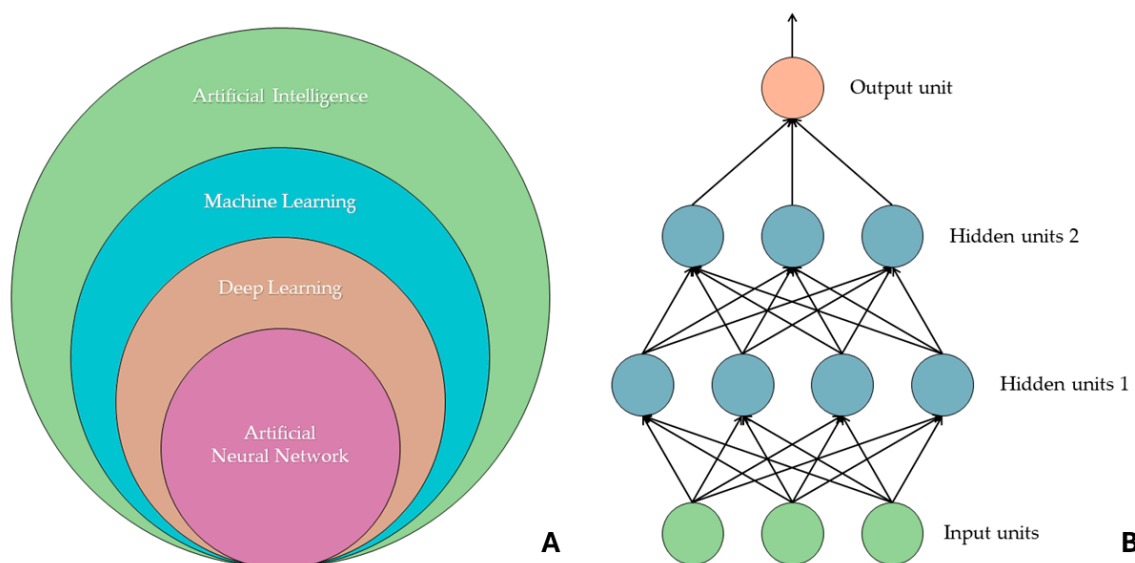 Artificial Intelligence
Machine Learning
Deep Learning
Artificial
Neural Network
A
Output unit
Hidden units 2
Hidden units 1
Input units
B